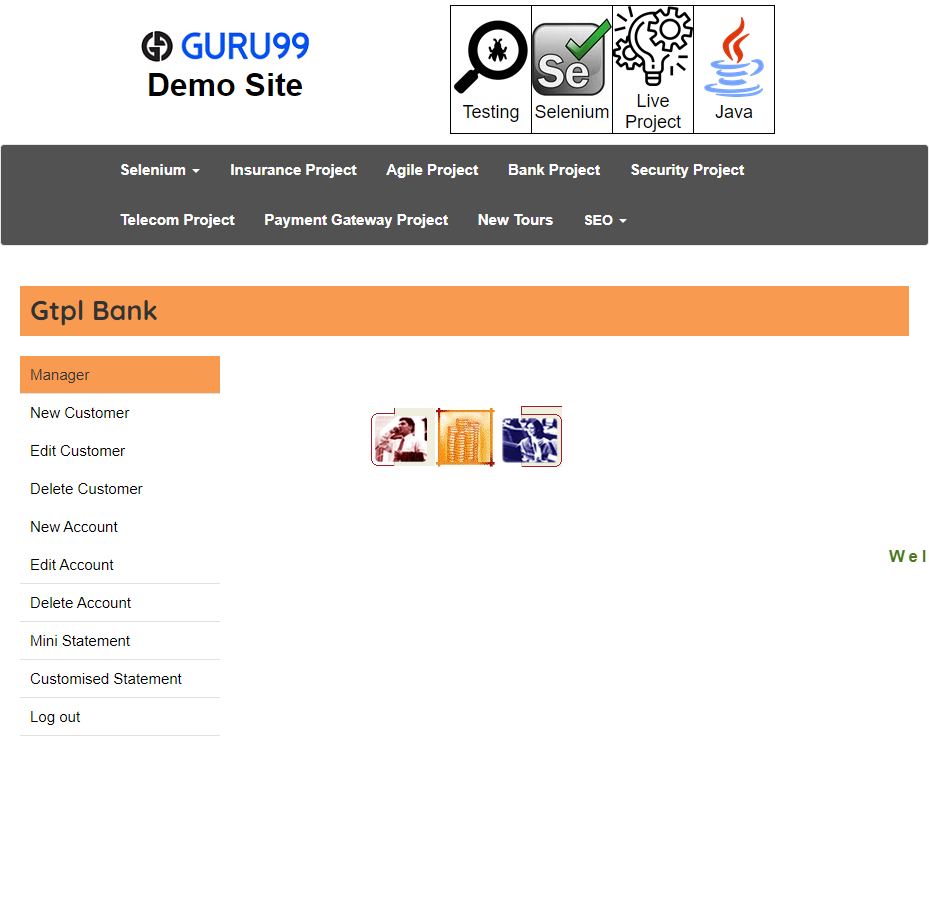 GURU99
Demo Site
Testing
Selenium
Live
Project
Java
Selenium
Insurance Project
Agile Project
Bank Project
Security Project
Telecom Project
Payment Gateway Project
New Tours
SEO
Gtpl Bank
Manager
New Customer
Edit Customer
Delete Customer
New Account
Edit Account
Delete Account
Mini Statement
Customised Statement
Log out
Wel